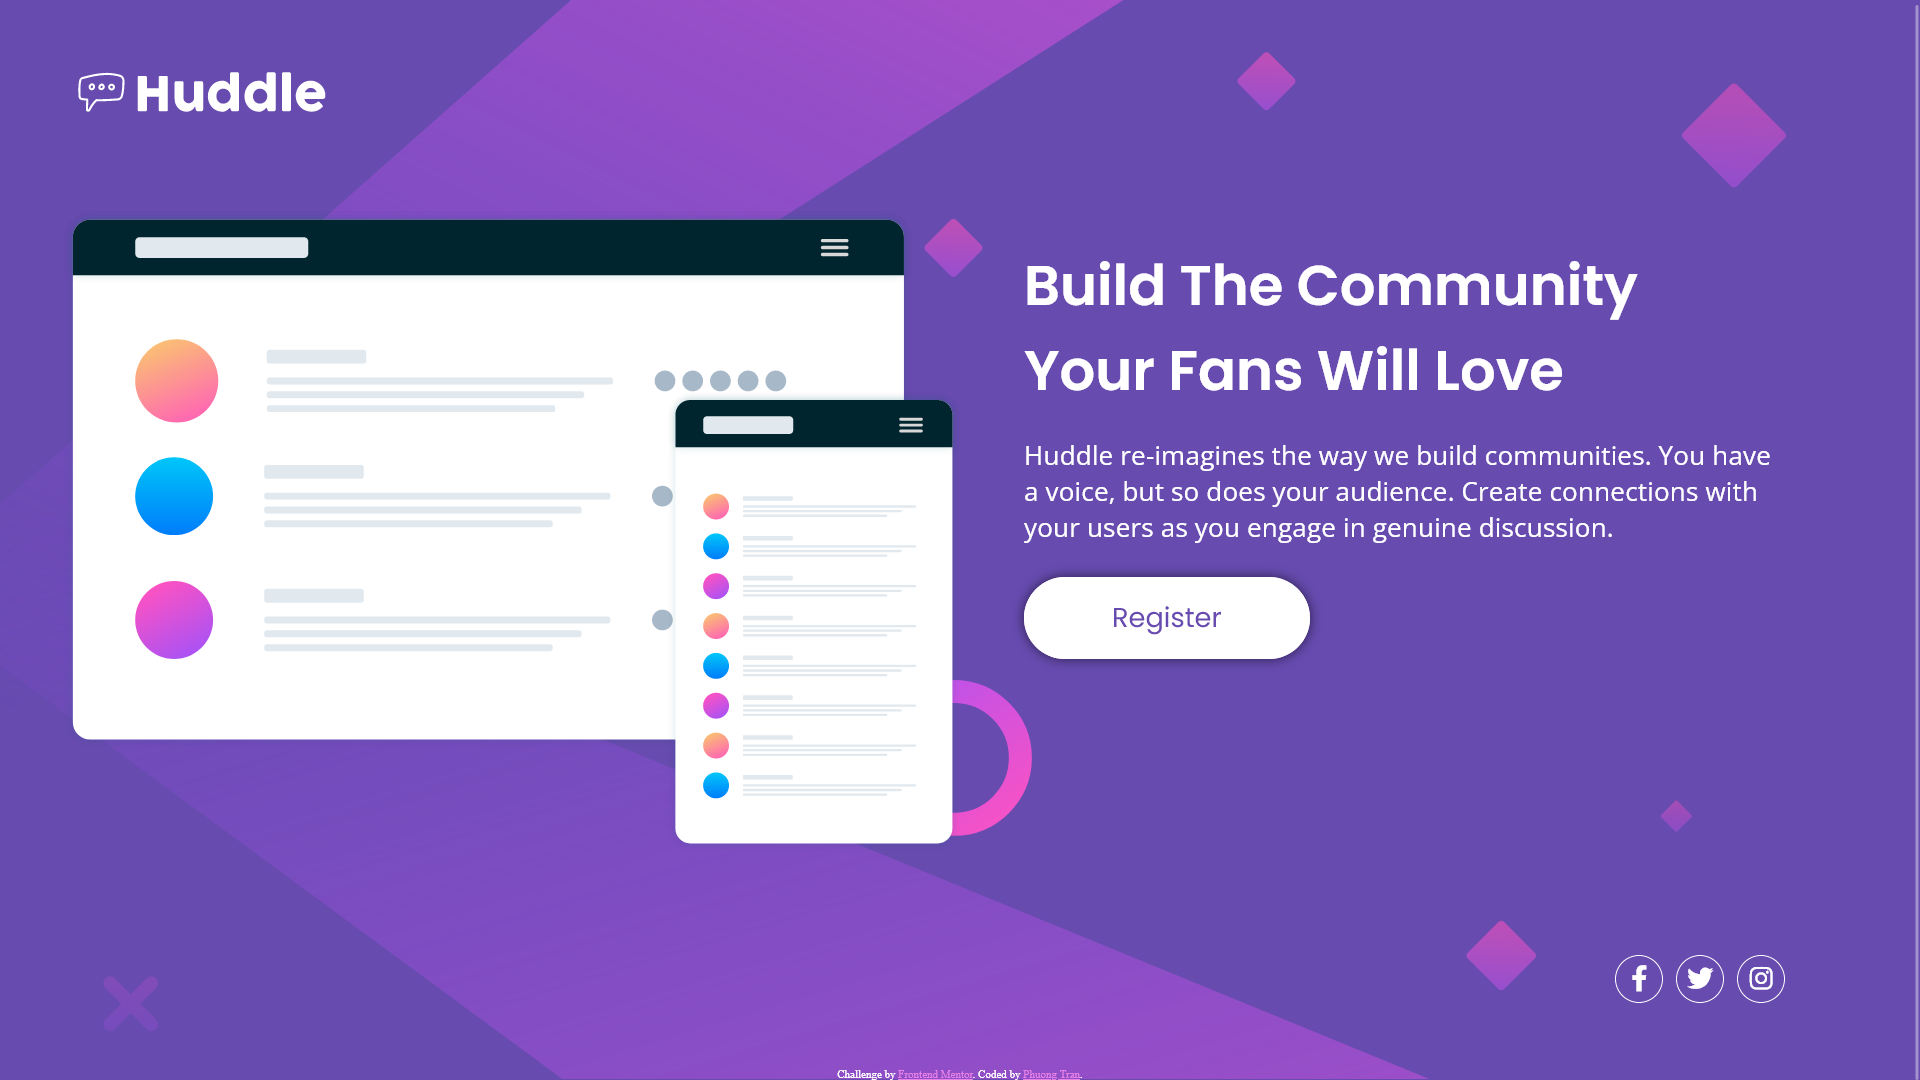 Huddle
Build The Community
Your Fans Will Love
Huddle re-imagines the way we build communities. You have
a voice, but so does your audience. Create connections with
your users as you engage in genuine discussion.
Register
Challenge by Frontend Mentor. Coded by Phuong Tran.